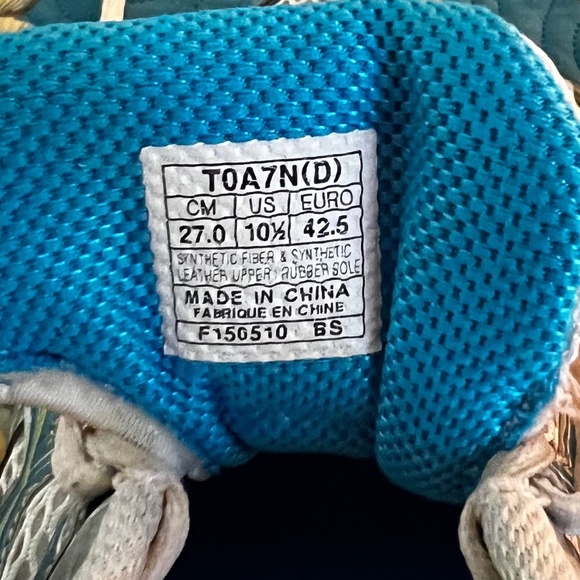 T0A7N(D)
CM US EURO
27.0 10½ 42.5
SYNTHETIC FIBER & SYNTHETIC
LEATHER UPPER/RUBBER SOLE
MADE IN CHINA
FABRIQUE EN CHINE
F150510 BS